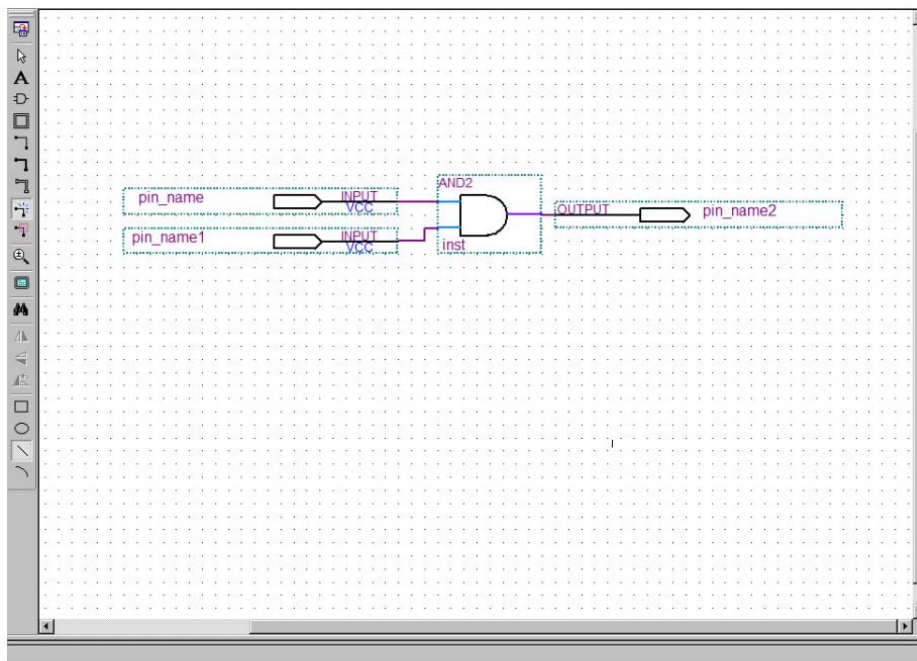 AND2
pin_name INPUT
VCC
OUTPUT pin_name2
pin_name1 INPUT
VCC
inst